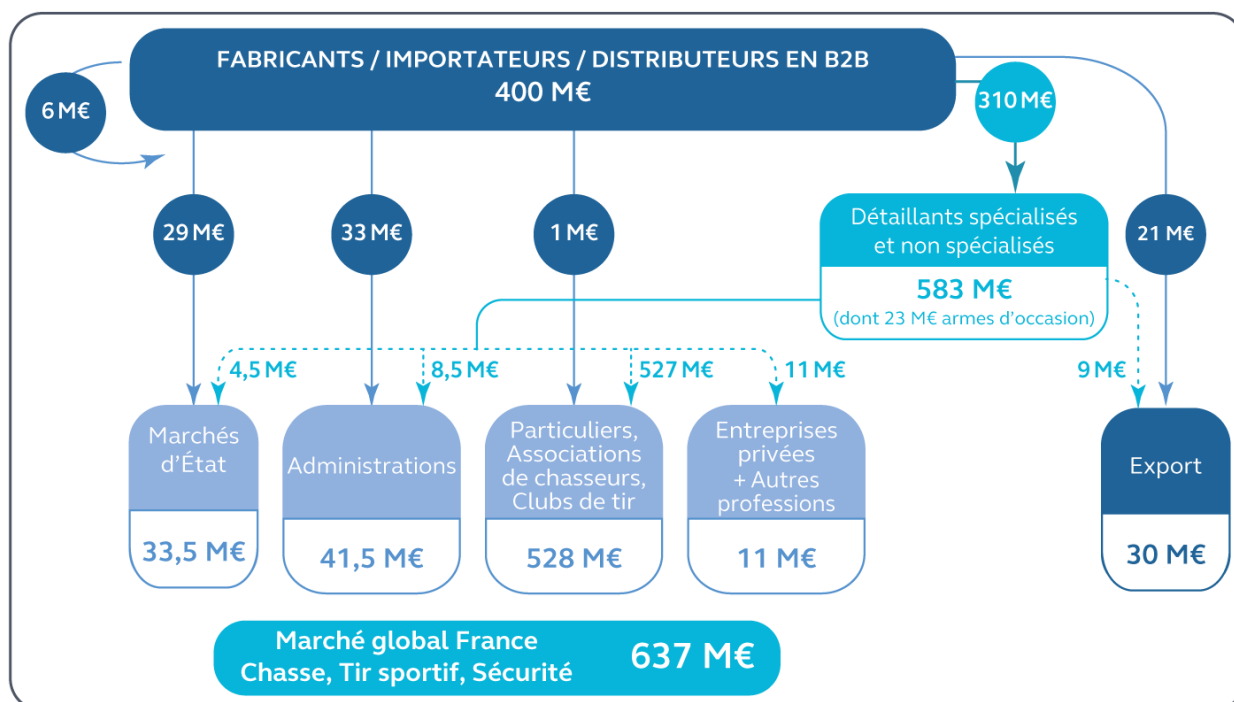 FABRICANTS / IMPORTATEURS / DISTRIBUTEURS EN B2B
400 M€
6 M€
310 M€
29 M€
33 M€
1 M€
21 M€
Détaillants spécialisés
et non spécialisés
583 M€
(dont 23 M€ armes d'occasion)
4,5 M€
8,5 M€
527 M€
11 M€
9 M€
Marchés
d'État
33,5 M€
Administrations
41,5 M€
Particuliers,
Associations
de chasseurs,
Clubs de tir
528 M€
Entreprises
privées
+ Autres
professions
11 M€
Export
30 M€
Marché global France
Chasse, Tir sportif, Sécurité
637 M€